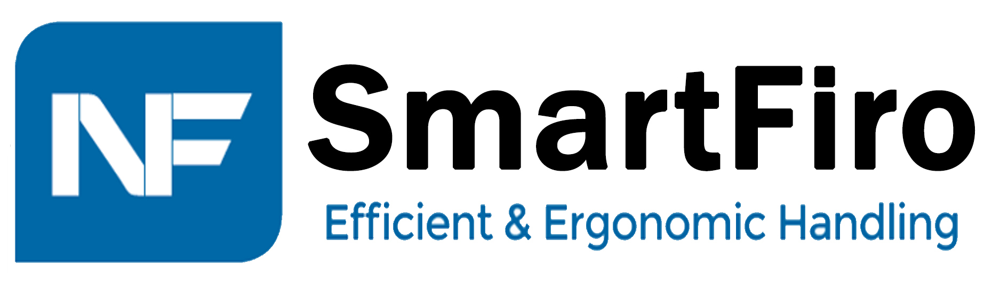 NF
SmartFiro
Efficient & Ergonomic Handling